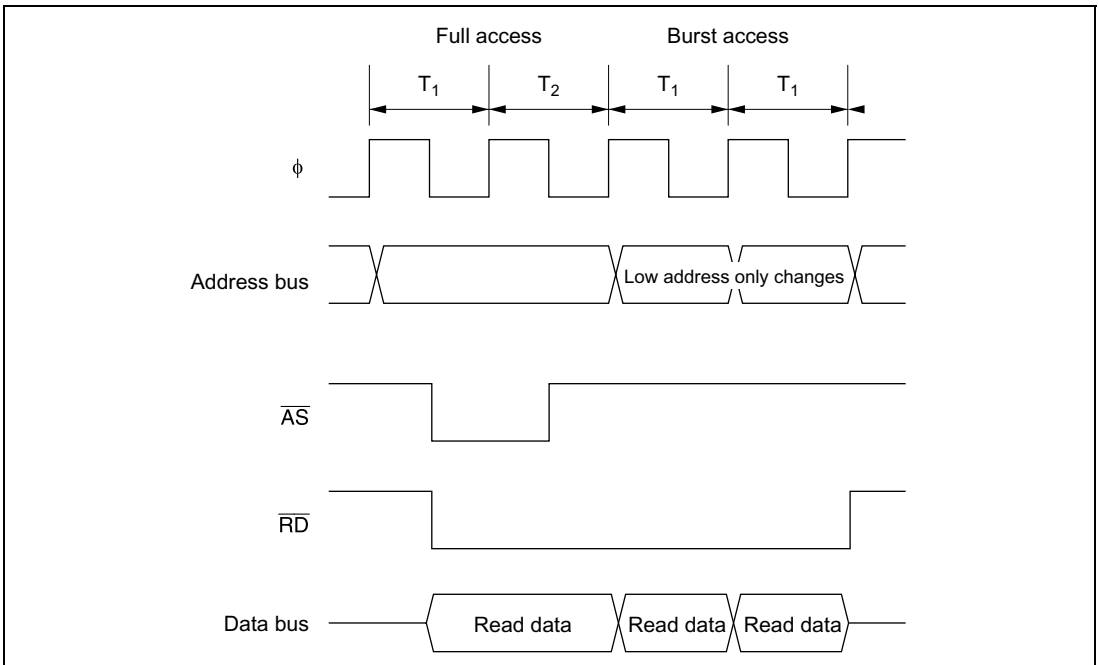 Full access Burst access
T1 T2 T1 T1
ϕ
Address bus Low address only changes
AS
RD
Data bus Read data Read data Read data